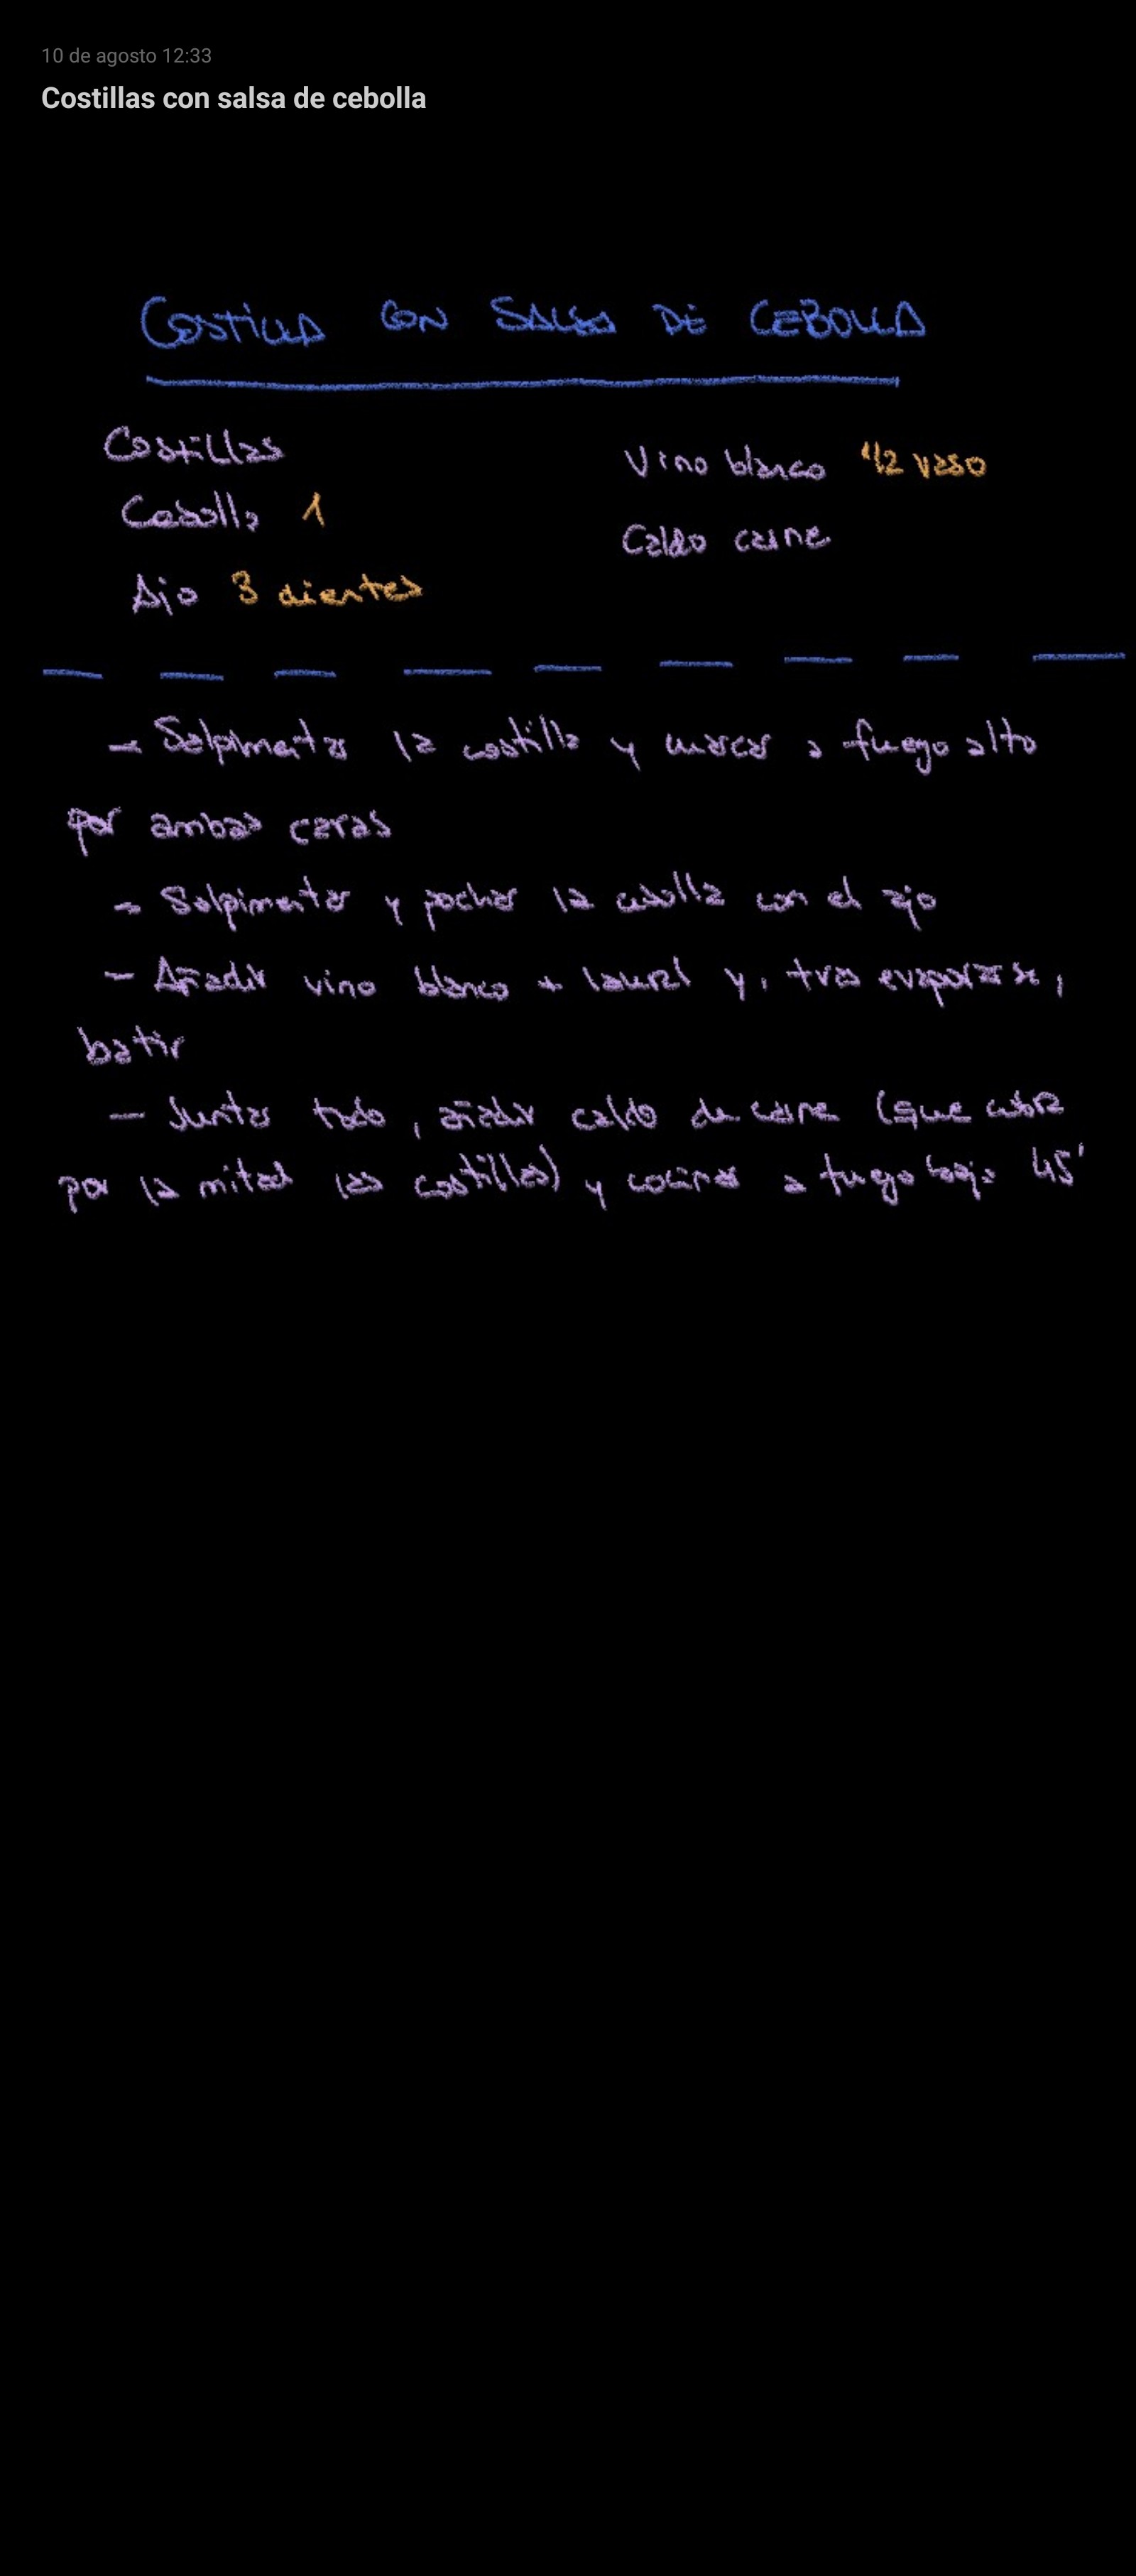 10 de agosto 12:33
Costillas con salsa de cebolla
COSTILLA CON SALSA DE CEBOLLA
Costillas
Vino blanco 1/2 vaso
Cebolla 1
Caldo carne
Ajo 3 dientes
- Salpimentar la costilla y marcar a fuego alto
por ambas caras
- Salpimentar y pochar la cebolla con el ajo
- Añadir vino blanco + laurel y, tras evaporarse,
batir
- Juntar todo, añadir caldo de carne (que cubra
por la mitad las costillas) y cocinar a fuego bajo 45'